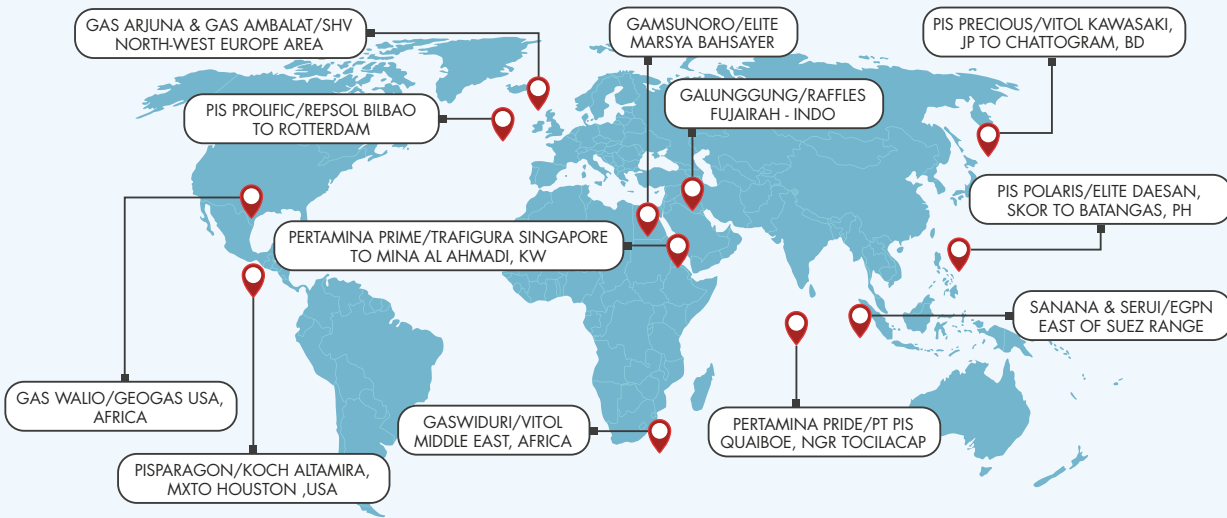 GAS ARJUNA & GAS AMBALAT/SHV
NORTH-WEST EUROPE AREA
GAMSUNORO/ELITE
MARSYA BAHSAYER
PIS PRECIOUS/VITOL KAWASAKI,
JP TO CHATTOGRAM, BD
PIS PROLIFIC/REPSOL BILBAO
TO ROTTERDAM
GALUNGGUNG/RAFFLES
FUJAIRAH - INDO
PIS POLARIS/ELITE DAESAN,
SKOR TO BATANGAS, PH
PERTAMINA PRIME/TRAFIGURA SINGAPORE
TO MINA AL AHMADI, KW
SANANA & SERUI/EGPN
EAST OF SUEZ RANGE
GAS WALIO/GEOGAS USA,
AFRICA
GASWIDURI/VITOL
MIDDLE EAST, AFRICA
PERTAMINA PRIDE/PT PIS
QUAIBOE, NGR TOCILACAP
PISPARAGON/KOCH ALTAMIRA,
MXTO HOUSTON ,USA